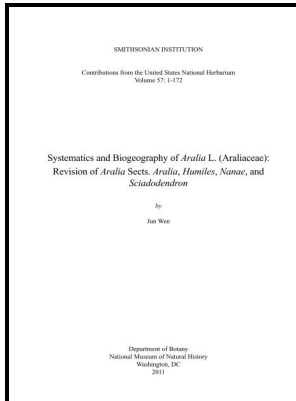 SMITHSONIAN INSTITUTION
Contributions from the United States National Herbarium
Volume 57: 1-172
Systematics and Biogeography of Aralia L. (Araliaceae):
Revision of Aralia Sects. Aralia, Humiles, Nanae, and
Sciadodendron
by
Jun Wen
Department of Botany
National Museum of Natural History
Washington, DC
2011